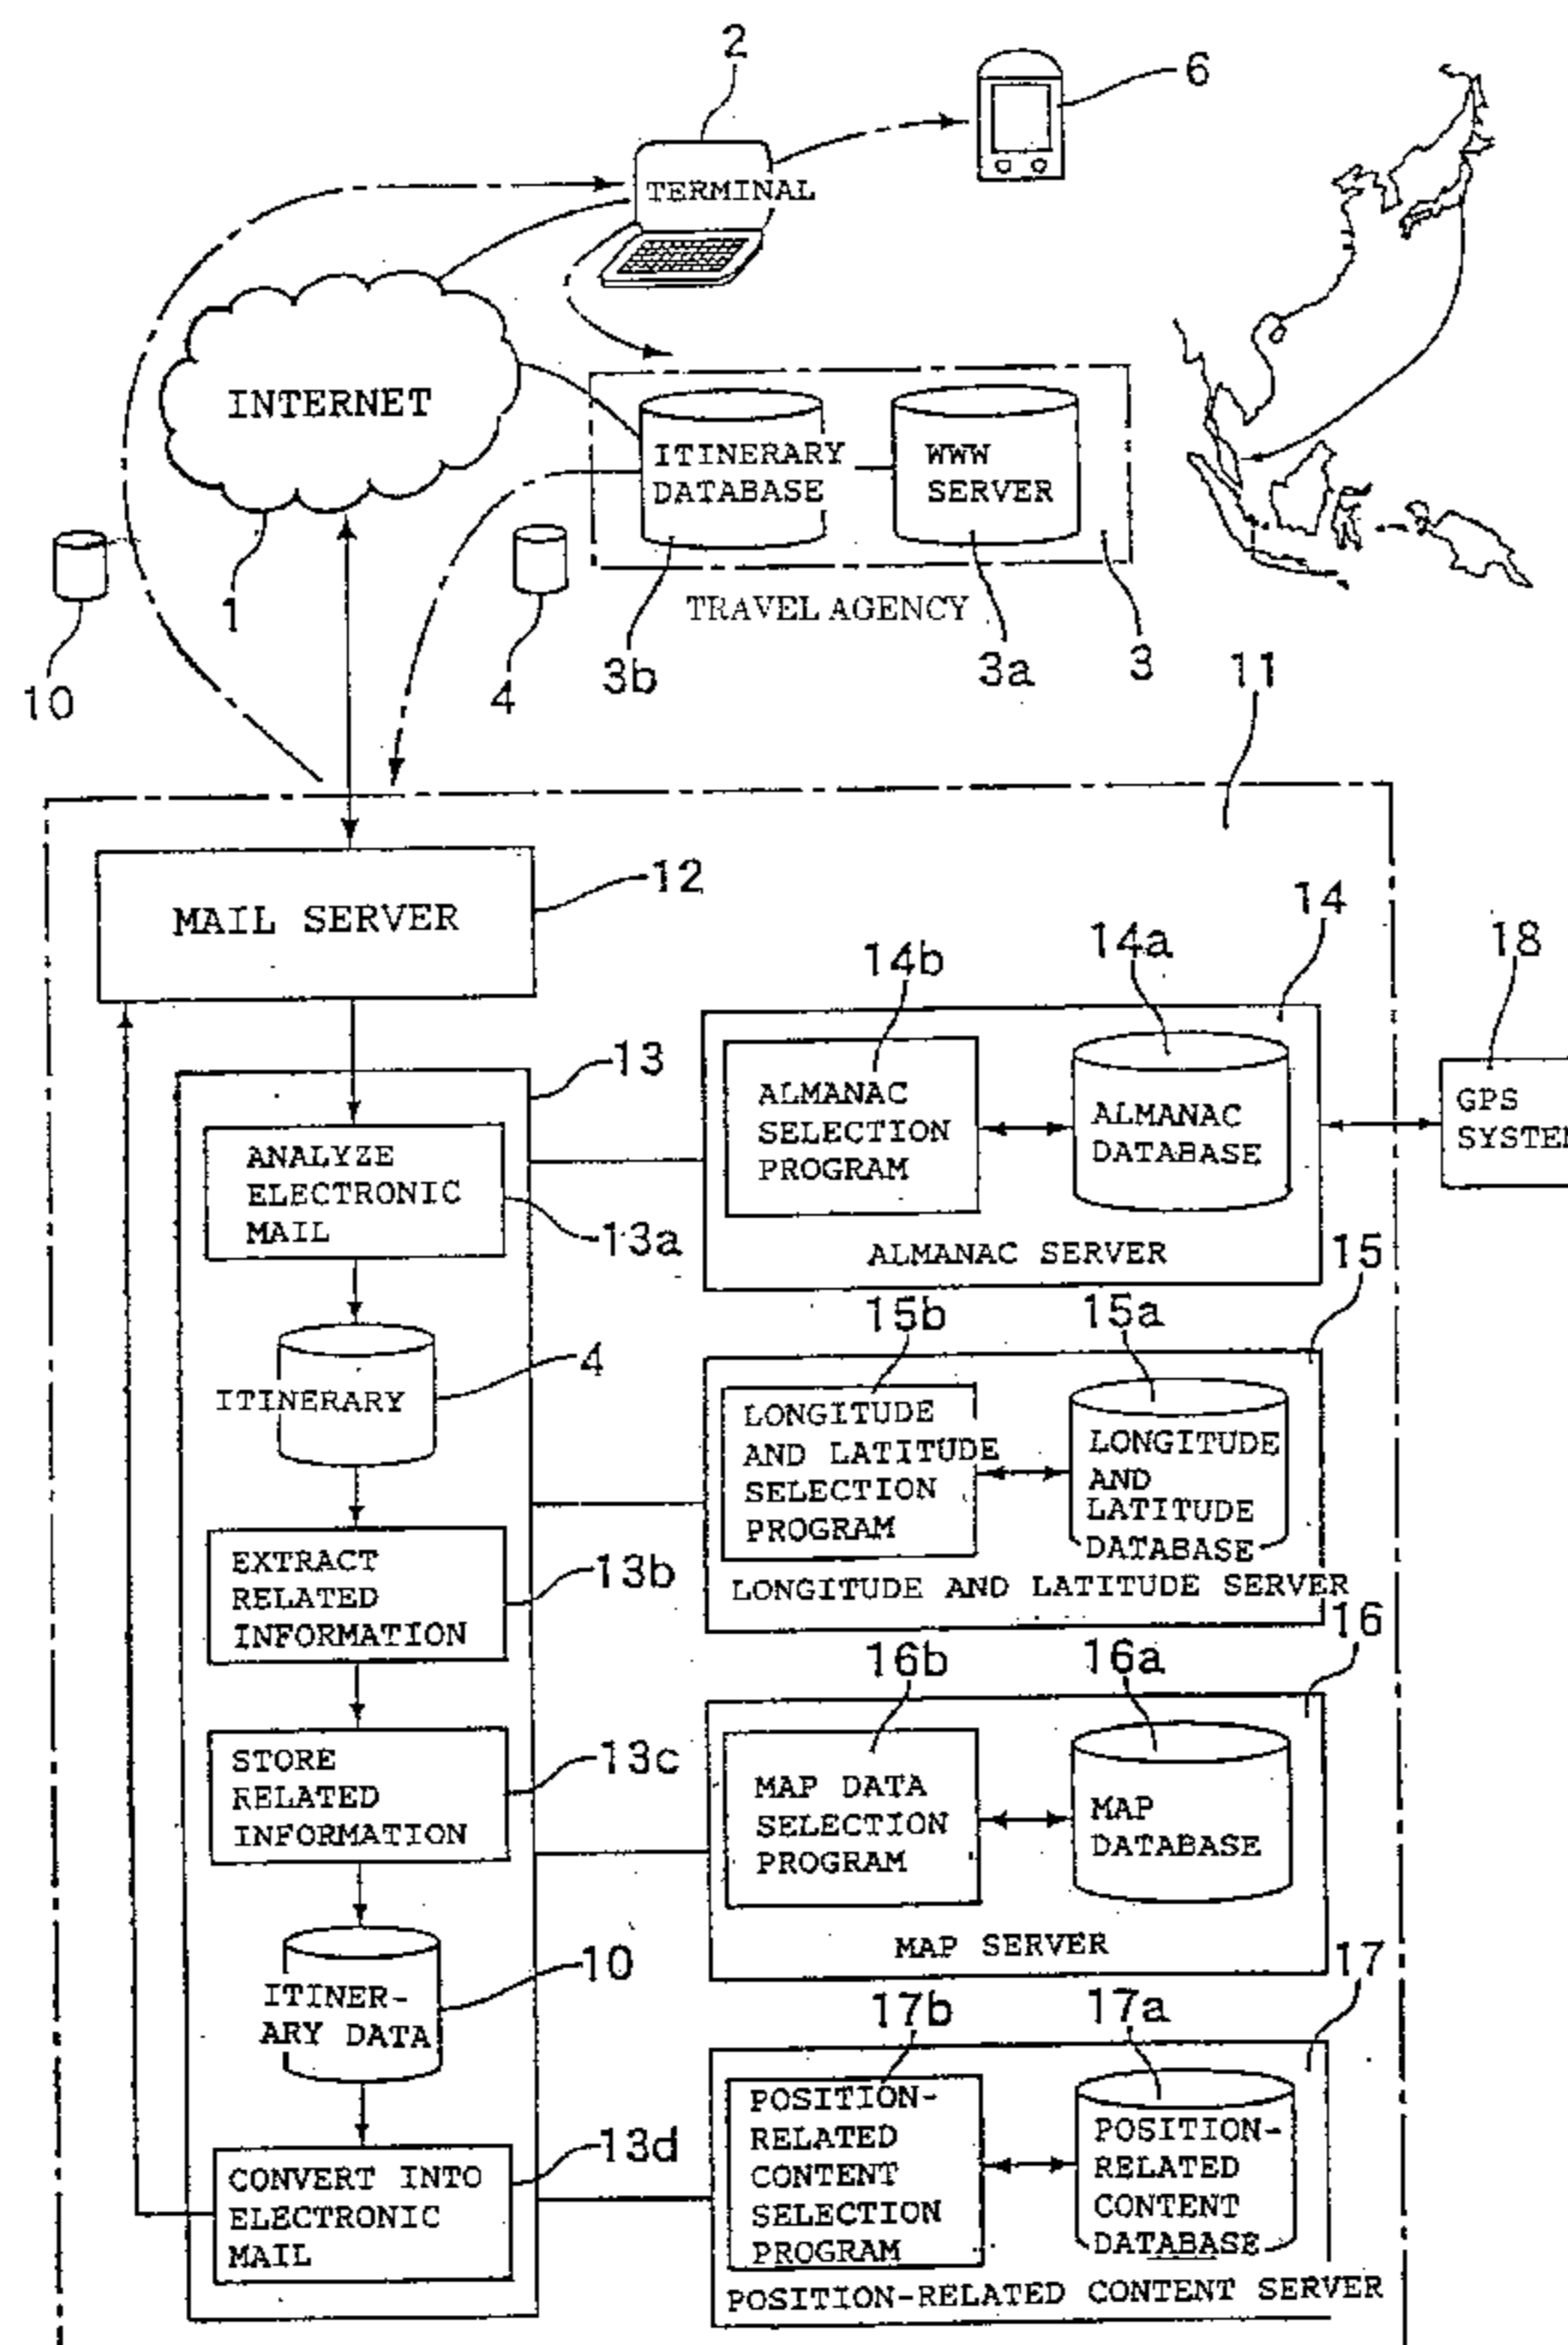 2
6
TERMINAL
INTERNET
ITINERARY
DATABASE
WWW
SERVER
10
1
4
3b
TRAVEL AGENCY
3a
3
11
MAIL SERVER
12
14
14b
14a
18
13
ALMANAC
SELECTION
PROGRAM
ALMANAC
DATABASE
GPS
SYSTEM
ANALYZE
ELECTRONIC
MAIL
13a
ALMANAC SERVER
15
15b
15a
ITINERARY
4
LONGITUDE
AND LATITUDE
SELECTION
PROGRAM
LONGITUDE
AND
LATITUDE
DATABASE
LONGITUDE AND LATITUDE SERVER
EXTRACT
RELATED
INFORMATION
13b
16
16b
16a
STORE
RELATED
INFORMATION
13c
MAP DATA
SELECTION
PROGRAM
MAP
DATABASE
MAP SERVER
ITINER-
ARY DATA
10
17
17b
17a
CONVERT INTO
ELECTRONIC
MAIL
13d
POSITION-
RELATED
CONTENT
SELECTION
PROGRAM
POSITION-
RELATED
CONTENT
DATABASE
POSITION-RELATED CONTENT SERVER